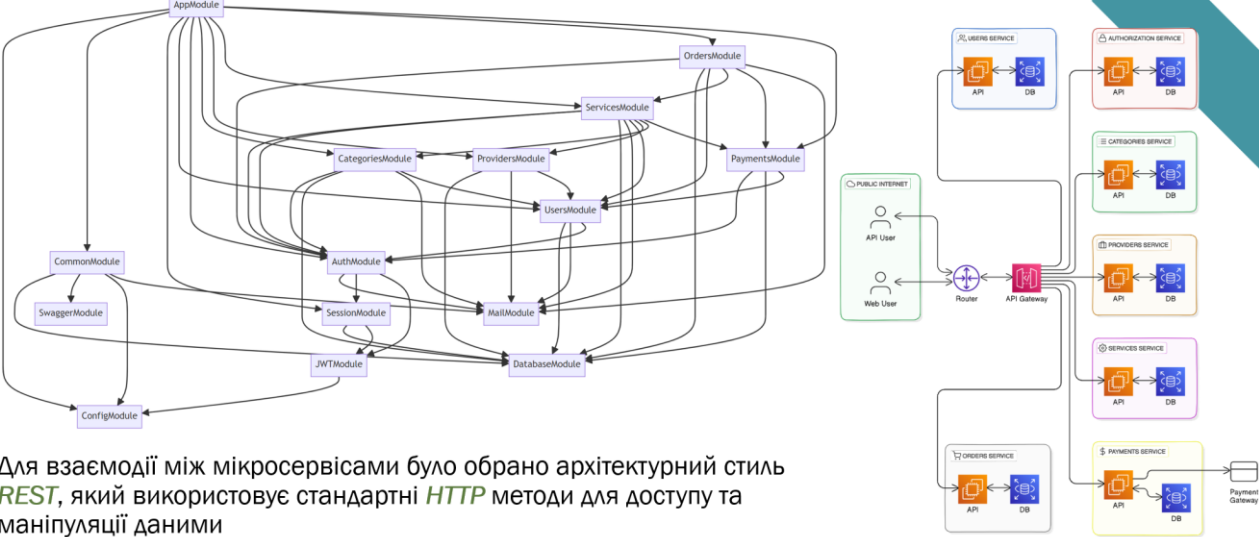 AppModule
OrdersModule
ServicesModule
CategoriesModule
ProvidersModule
PaymentsModule
UsersModule
CommonModule
AuthModule
SwaggerModule
SessionModule
MailModule
JWTModule
DatabaseModule
ConfigModule
Для взаємодії між мікросервісами було обрано архітектурний стиль
REST, який використовує стандартні HTTP методи для доступу та
маніпуляції даними
USERS SERVICE
API
DB
AUTHORIZATION SERVICE
API
DB
CATEGORIES SERVICE
API
DB
PUBLIC INTERNET
API User
Web User
Router
API Gateway
PROVIDERS SERVICE
API
DB
SERVICES SERVICE
API
DB
ORDERS SERVICE
API
DB
PAYMENTS SERVICE
API
DB
Payment
Gateway